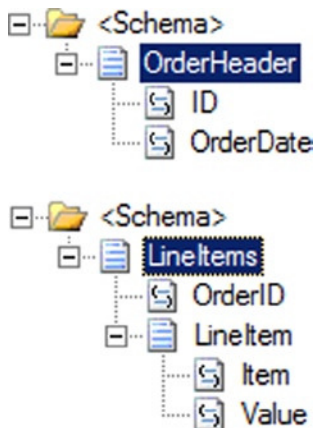 <Schema>
OrderHeader
ID
OrderDate
<Schema>
LineItems
OrderID
LineItem
Item
Value